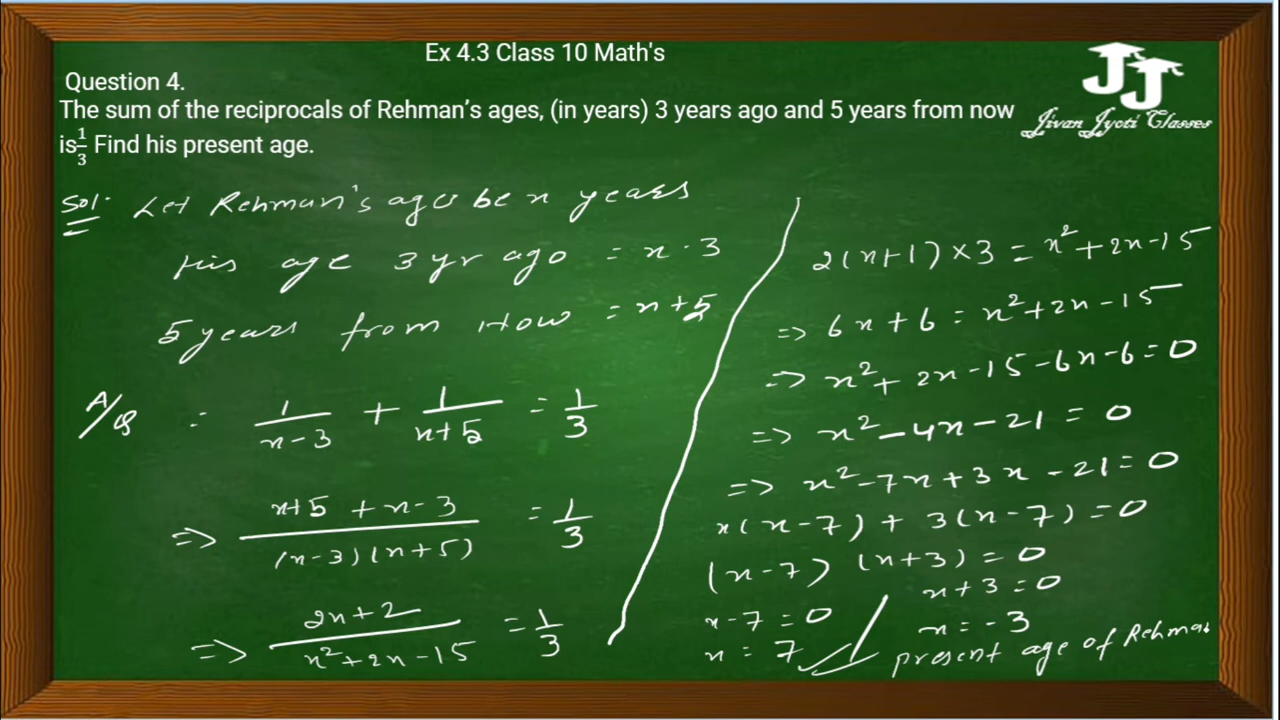 Ex 4.3 Class 10 Math's
JJ
Jivan Jyoti Classes
Question 4.
The sum of the reciprocals of Rehman’s ages, (in years) 3 years ago and 5 years from now
is 1/3 Find his present age.
Sol. Let Rehman's ages be x years
His age 3 yr ago = x - 3
5 years from Now = x+5
A/Q : 1/(x-3) + 1/(x+5) = 1/3
=> (x+5+x-3)/((x-3)(x+5)) = 1/3
=> (2x+2)/(x²+2x-15) = 1/3
2(x+1)×3 = x²+2x-15
=> 6x+6 = x²+2x-15
=> x²+2x-15-6x-6=0
=> x²-4x-21=0
=> x²-7x+3x-21=0
x(x-7)+3(x-7)=0
(x-7) (x+3)=0
x-7=0 x+3=0
x=7 x=-3
present age of Rehman